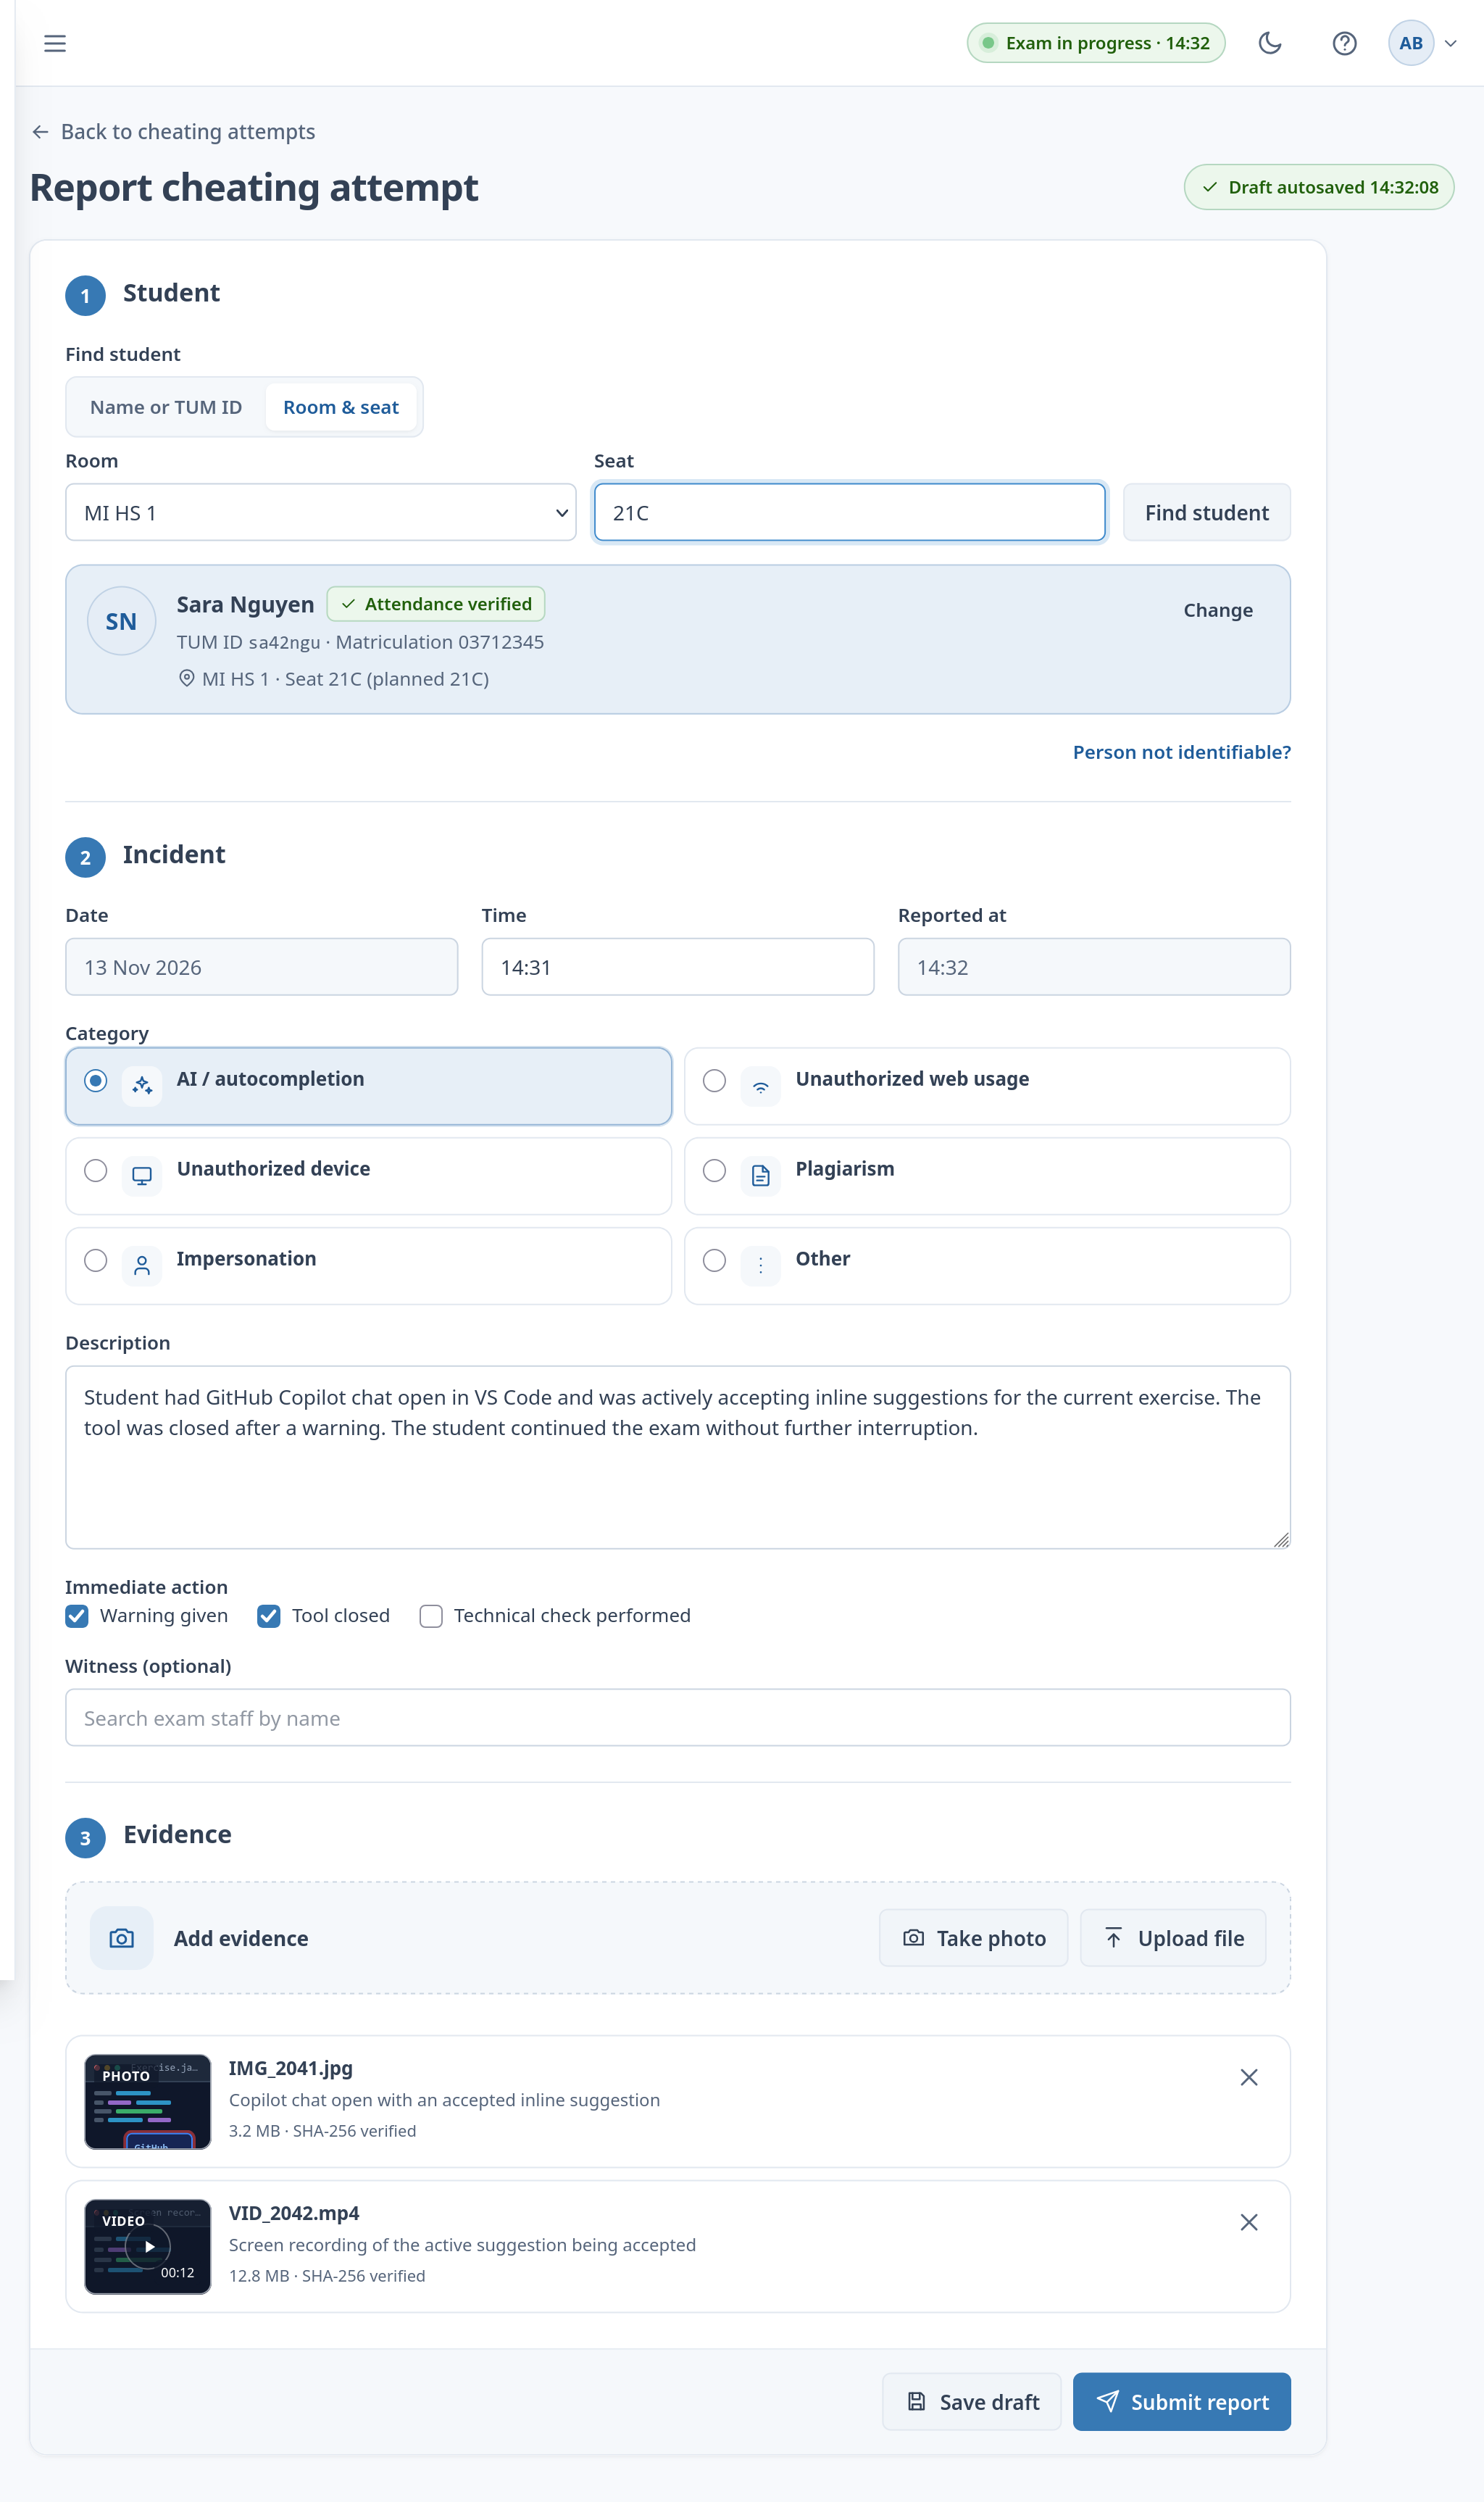 Exam in progress · 14:32
AB
Back to cheating attempts
Report cheating attempt
Draft autosaved 14:32:08
1 Student
Find student
Name or TUM ID
Room & seat
Room
Seat
MI HS 1
21C
Find student
SN
Sara Nguyen
Attendance verified
Change
TUM ID sa42ngu · Matriculation 03712345
MI HS 1 · Seat 21C (planned 21C)
Person not identifiable?
2 Incident
Date
Time
Reported at
13 Nov 2026
14:31
14:32
Category
AI / autocompletion
Unauthorized web usage
Unauthorized device
Plagiarism
Impersonation
Other
Description
Student had GitHub Copilot chat open in VS Code and was actively accepting inline suggestions for the current exercise. The
tool was closed after a warning. The student continued the exam without further interruption.
Immediate action
Warning given
Tool closed
Technical check performed
Witness (optional)
Search exam staff by name
3 Evidence
Add evidence
Take photo
Upload file
PHOTO
GitHub
IMG_2041.jpg
Copilot chat open with an accepted inline suggestion
3.2 MB · SHA-256 verified
VIDEO
00:12
VID_2042.mp4
Screen recording of the active suggestion being accepted
12.8 MB · SHA-256 verified
Save draft
Submit report